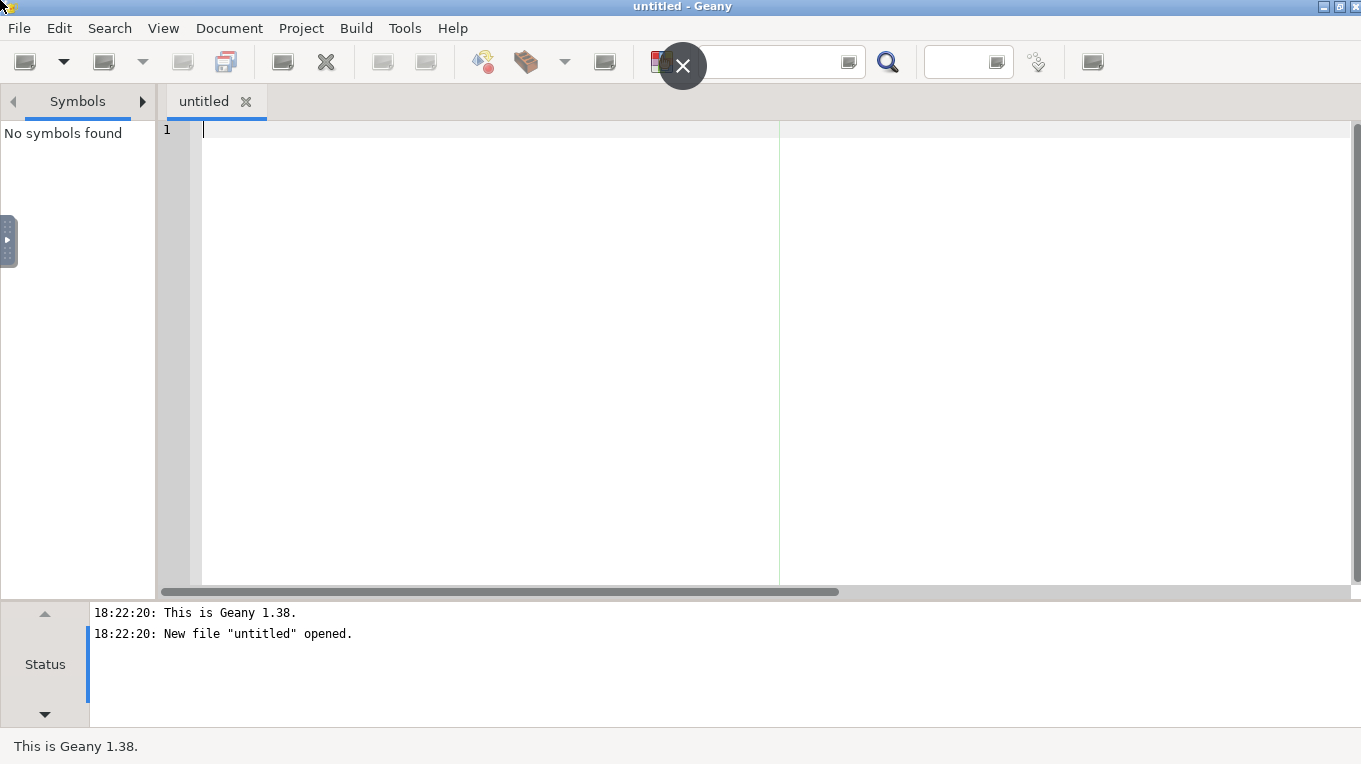 untitled - Geany
File Edit Search View Document Project Build Tools Help
Symbols
untitled
No symbols found
1
18:22:20: This is Geany 1.38.
18:22:20: New file "untitled" opened.
Status
This is Geany 1.38.